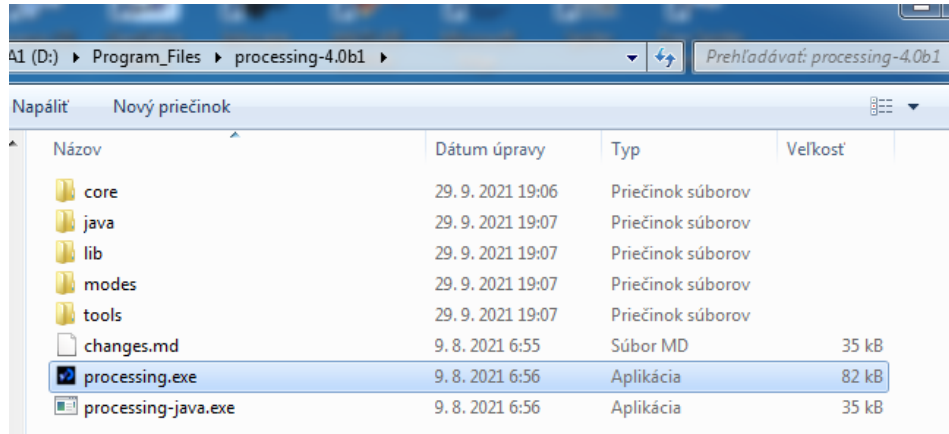 A1 (D:) Program_Files processing-4.0b1 Prehľadávať: processing-4.0b1
Napáliť Nový priečinok
Názov Dátum úpravy Typ Veľkosť
core 29. 9. 2021 19:06 Priečinok súborov
java 29. 9. 2021 19:07 Priečinok súborov
lib 29. 9. 2021 19:07 Priečinok súborov
modes 29. 9. 2021 19:07 Priečinok súborov
tools 29. 9. 2021 19:07 Priečinok súborov
changes.md 9. 8. 2021 6:55 Súbor MD 35 kB
processing.exe 9. 8. 2021 6:56 Aplikácia 82 kB
processing-java.exe 9. 8. 2021 6:56 Aplikácia 35 kB